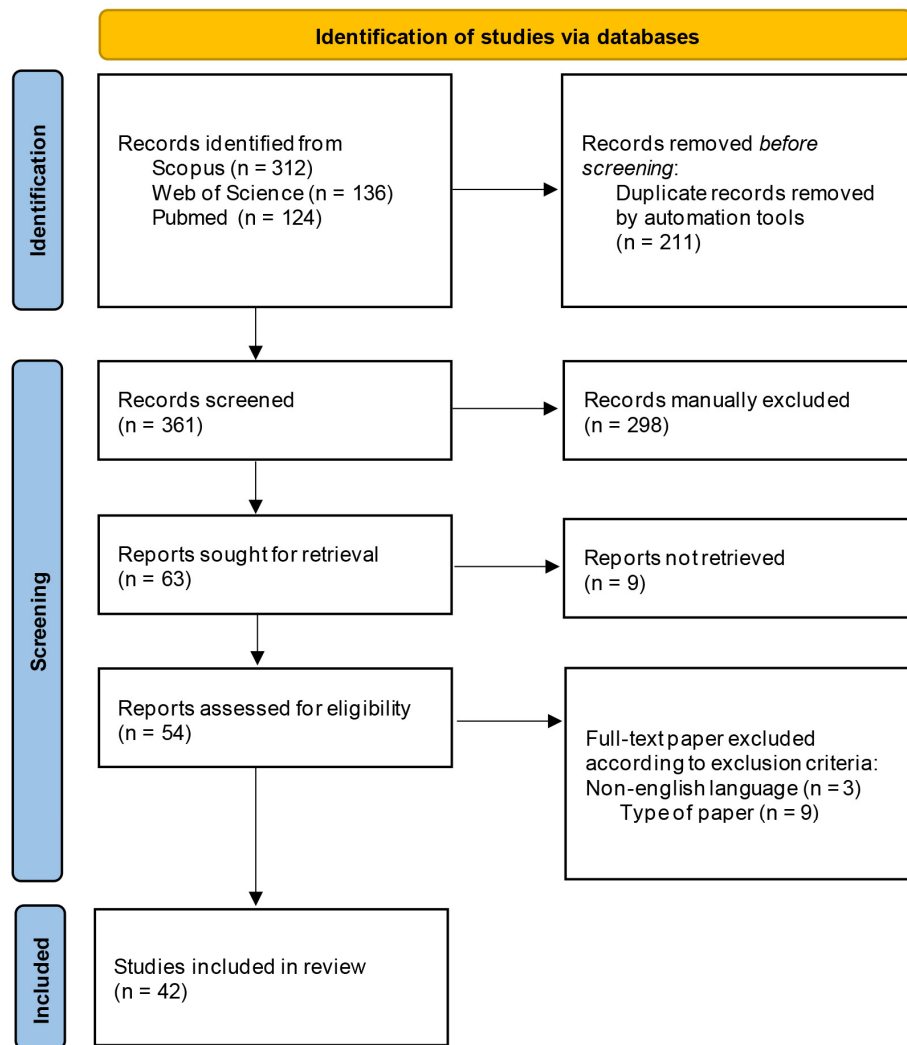 Identification of studies via databases
Identification
Records identified from
Scopus (n = 312)
Web of Science (n = 136)
Pubmed (n = 124)
Records removed before
screening:
Duplicate records removed
by automation tools
(n = 211)
Screening
Records screened
(n = 361)
Records manually excluded
(n = 298)
Reports sought for retrieval
(n = 63)
Reports not retrieved
(n = 9)
Reports assessed for eligibility
(n = 54)
Full-text paper excluded
according to exclusion criteria:
Non-english language (n = 3)
Type of paper (n = 9)
Included
Studies included in review
(n = 42)